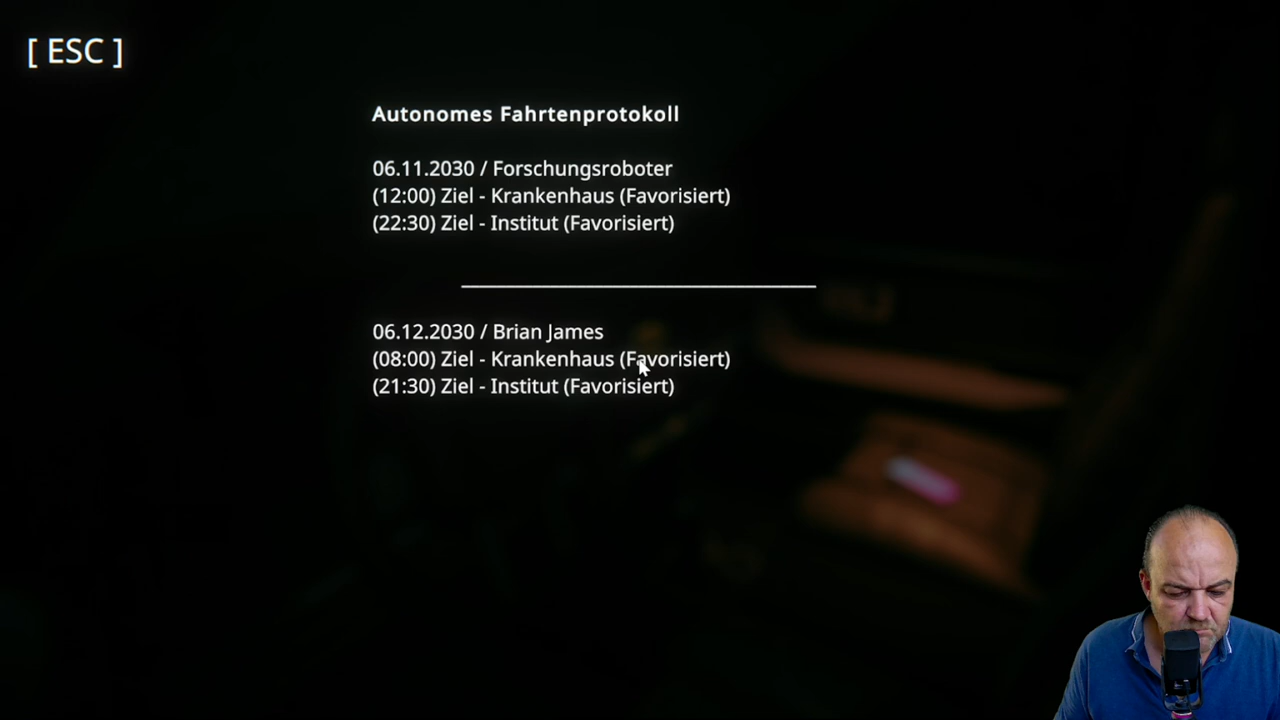 [ ESC ]
Autonomes Fahrtenprotokoll
06.11.2030 / Forschungsroboter
(12:00) Ziel - Krankenhaus (Favorisiert)
(22:30) Ziel - Institut (Favorisiert)
06.12.2030 / Brian James
(08:00) Ziel - Krankenhaus (Favorisiert)
(21:30) Ziel - Institut (Favorisiert)